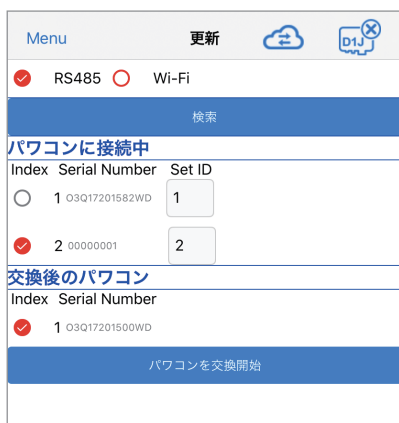 Menu 更新 D1J
RS485 Wi-Fi
検索
パワコンに接続中
Index Serial Number Set ID
1 O3Q17201582WD 1
2 00000001 2
交換後のパワコン
Index Serial Number
1 O3Q17201500WD
パワコンを交換開始